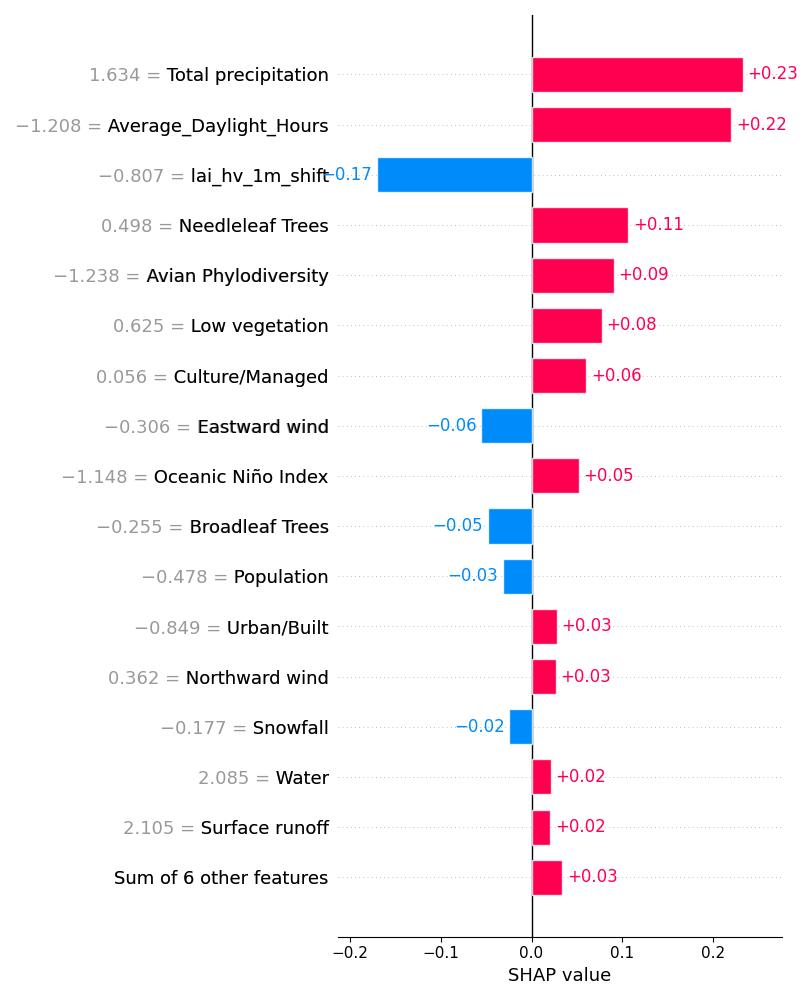 1.634 = Total precipitation +0.23
−1.208 = Average_Daylight_Hours +0.22
−0.807 = lai_hv_1m_shift −0.17
0.498 = Needleleaf Trees +0.11
−1.238 = Avian Phylodiversity +0.09
0.625 = Low vegetation +0.08
0.056 = Culture/Managed +0.06
−0.306 = Eastward wind −0.06
−1.148 = Oceanic Niño Index +0.05
−0.255 = Broadleaf Trees −0.05
−0.478 = Population −0.03
−0.849 = Urban/Built +0.03
0.362 = Northward wind +0.03
−0.177 = Snowfall −0.02
2.085 = Water +0.02
2.105 = Surface runoff +0.02
Sum of 6 other features +0.03
−0.2 −0.1 0.0 0.1 0.2
SHAP value